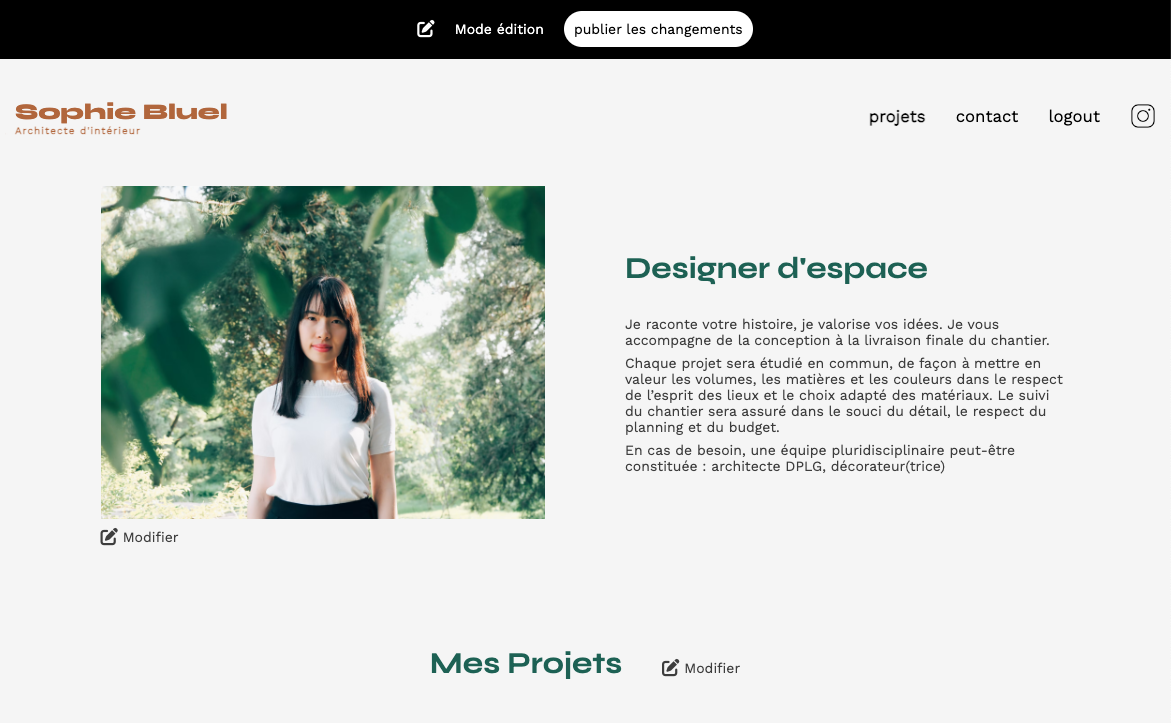 Mode édition publier les changements
Sophie Bluel
Architecte d'intérieur
projets contact logout
Designer d'espace
Je raconte votre histoire, je valorise vos idées. Je vous
accompagne de la conception à la livraison finale du chantier.
Chaque projet sera étudié en commun, de façon à mettre en
valeur les volumes, les matières et les couleurs dans le respect
de l’esprit des lieux et le choix adapté des matériaux. Le suivi
du chantier sera assuré dans le souci du détail, le respect du
planning et du budget.
En cas de besoin, une équipe pluridisciplinaire peut-être
constituée : architecte DPLG, décorateur(trice)
Modifier
Mes Projets Modifier